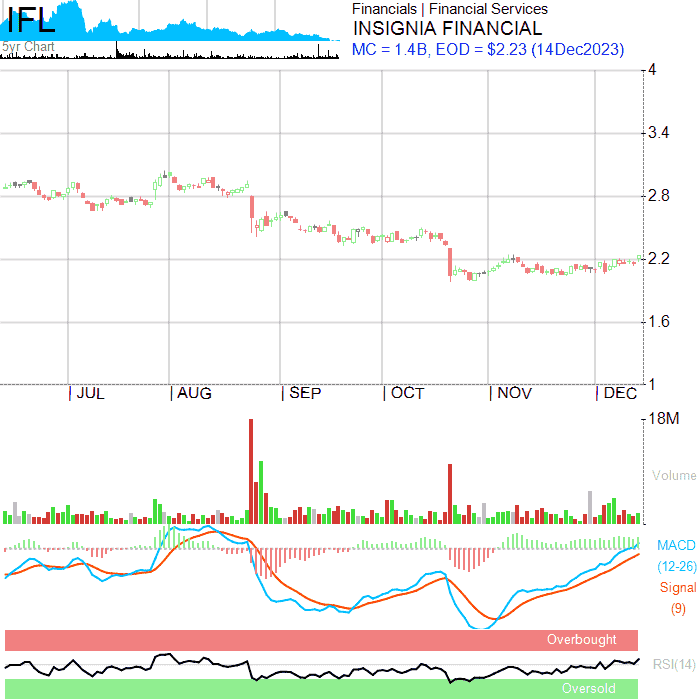 IFL
5yr Chart
Financials | Financial Services
INSIGNIA FINANCIAL
MC = 1.4B, EOD = $2.23 (14Dec2023)
4
3.4
2.8
2.2
1.6
1
JUL AUG SEP OCT NOV DEC
18M
Volume
MACD
(12-26)
Signal
(9)
Overbought
RSI(14)
Oversold